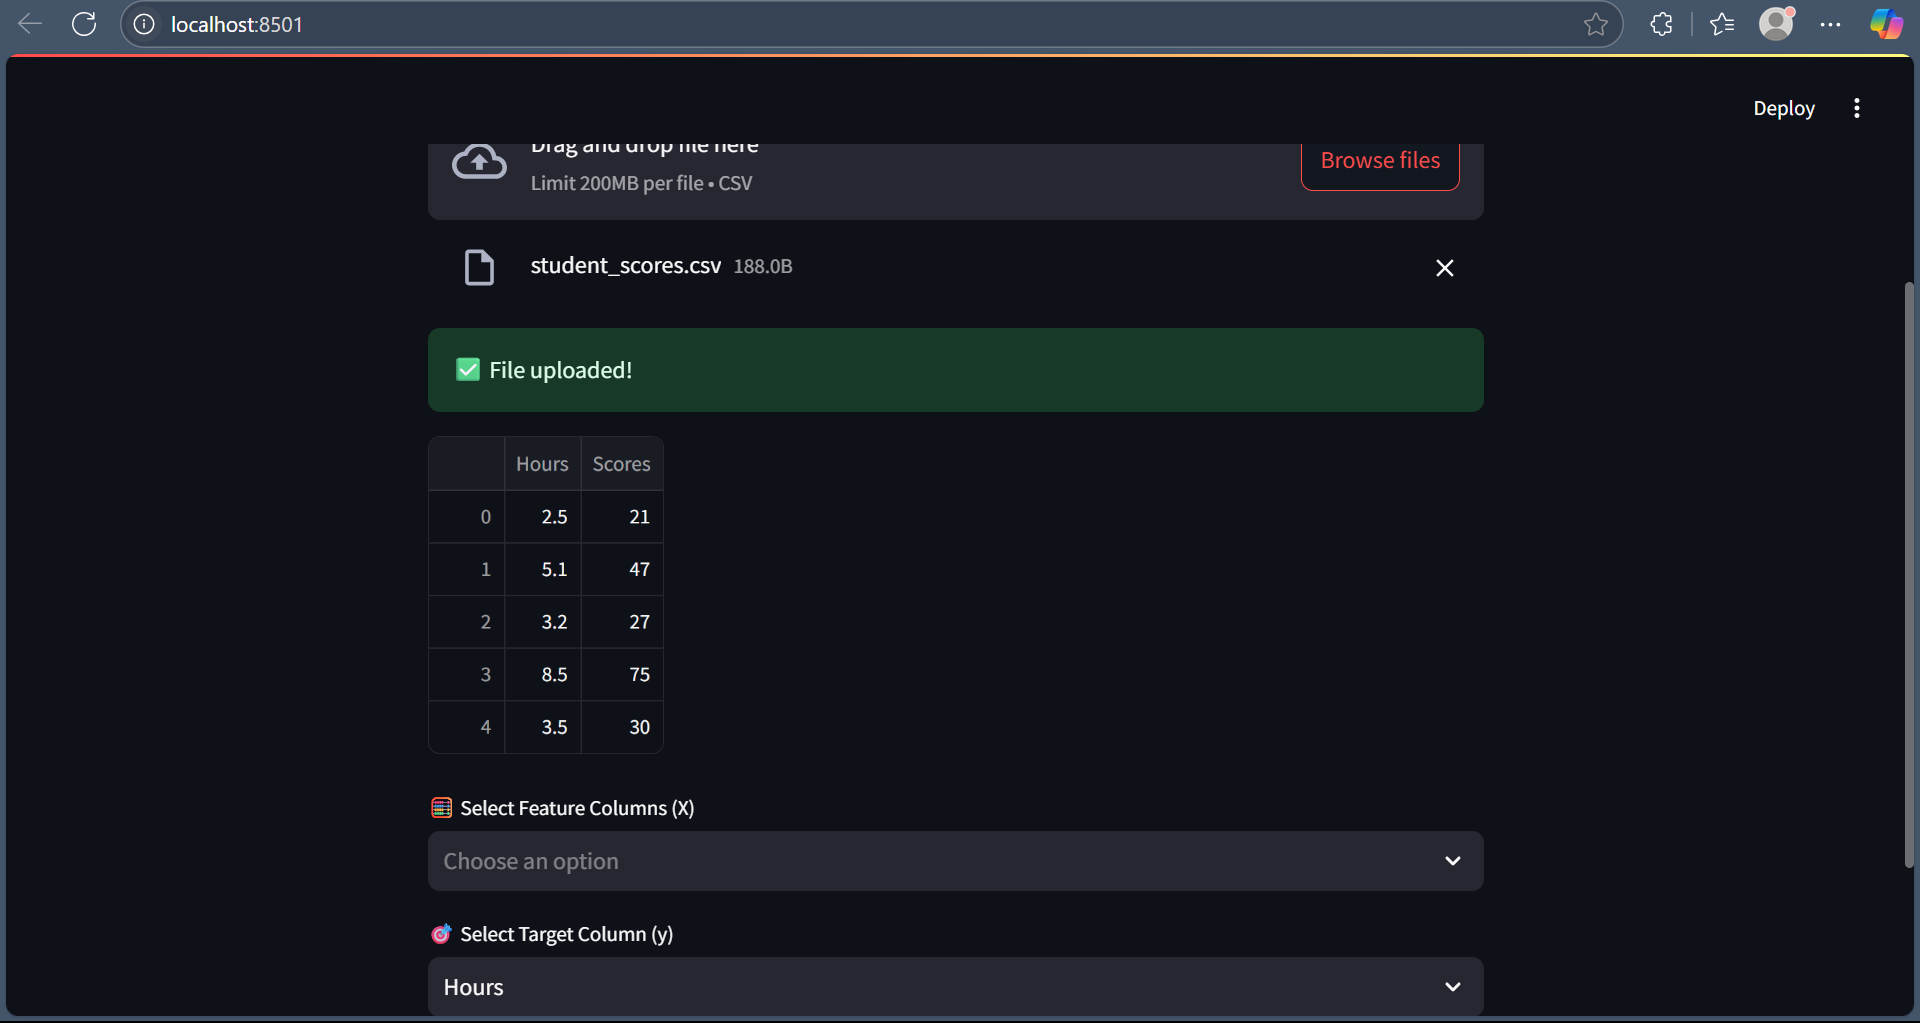 localhost:8501
Deploy
Drag and drop file here
Limit 200MB per file • CSV
Browse files
student_scores.csv 188.0B
✅ File uploaded!
Hours Scores
0 2.5 21
1 5.1 47
2 3.2 27
3 8.5 75
4 3.5 30
🧮 Select Feature Columns (X)
Choose an option
🎯 Select Target Column (y)
Hours